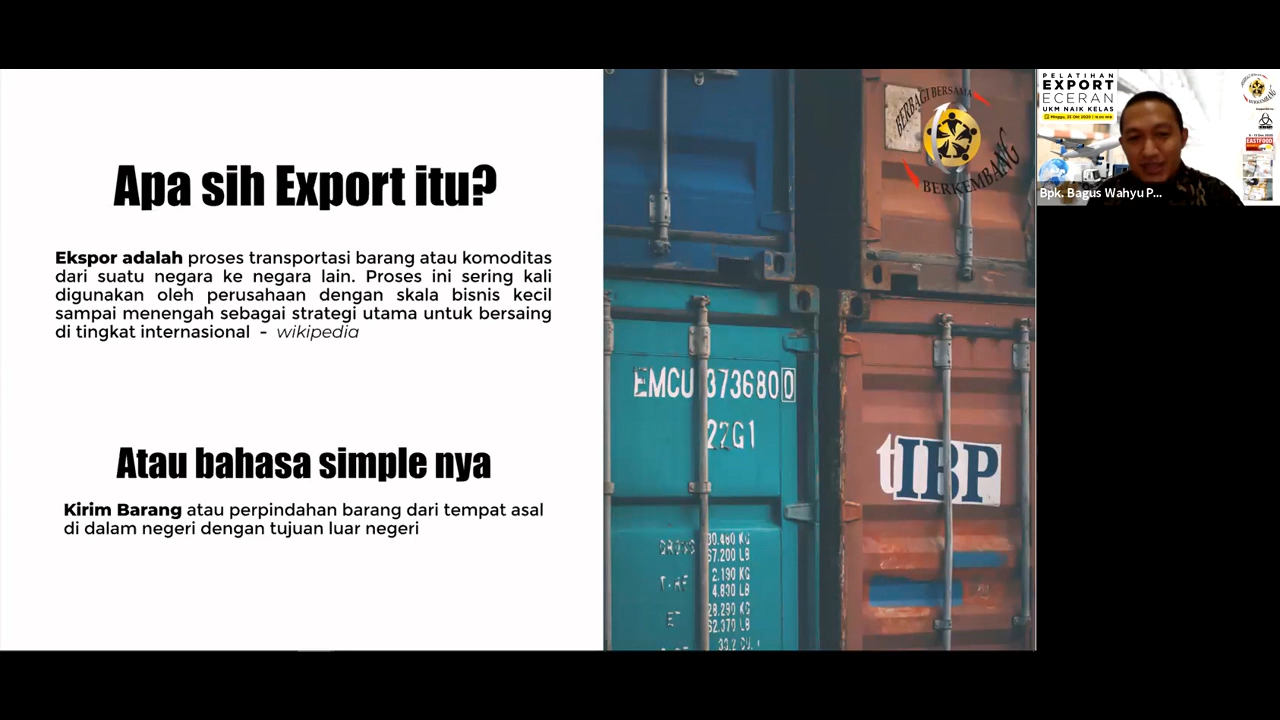 Apa sih Export itu?
Ekspor adalah proses transportasi barang atau komoditas
dari suatu negara ke negara lain. Proses ini sering kali
digunakan oleh perusahaan dengan skala bisnis kecil
sampai menengah sebagai strategi utama untuk bersaing
di tingkat internasional - wikipedia
Atau bahasa simple nya
Kirim Barang atau perpindahan barang dari tempat asal
di dalam negeri dengan tujuan luar negeri
BERBAGI BERSAMA
BERKEMBANG
EMCU 373680 0
22G1
tIBP
30.480 KG
67.200 LB
2.190 KG
4.830 LB
28.290 KG
62.370 LB
PELATIHAN
EXPORT
ECERAN
UKM NAIK KELAS
EASTFOOD
Bpk. Bagus Wahyu P...